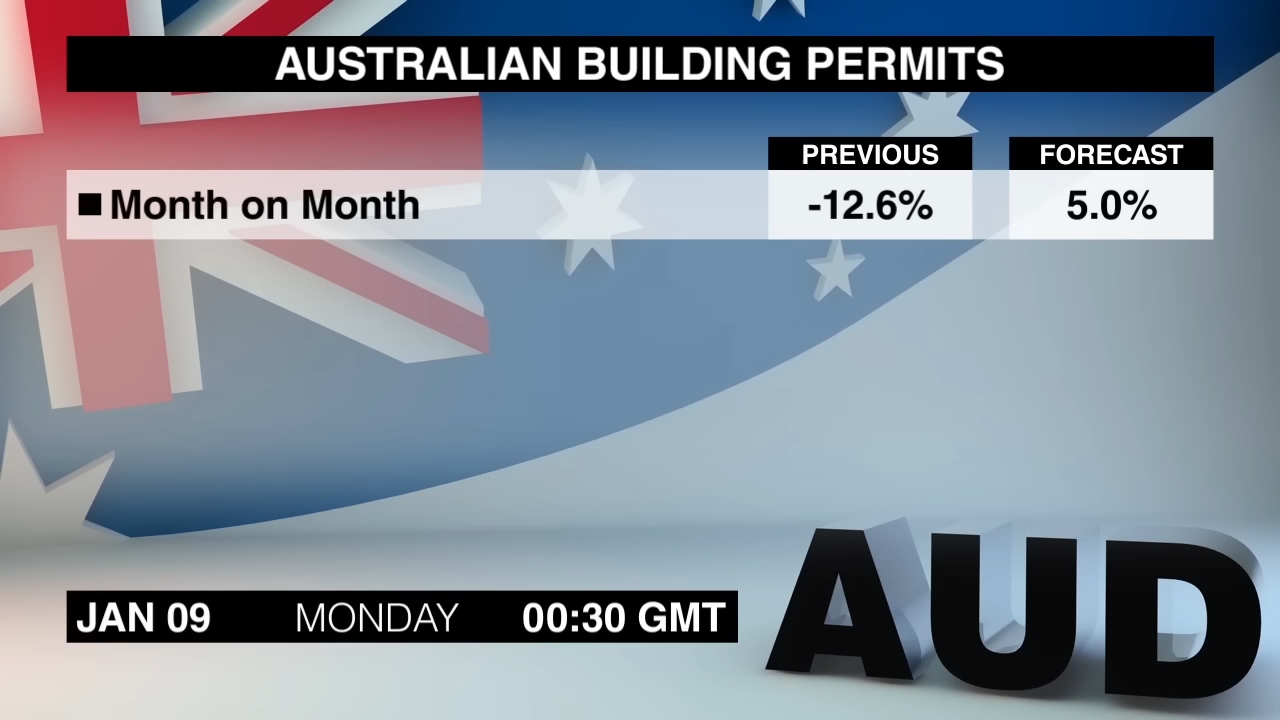 AUSTRALIAN BUILDING PERMITS
PREVIOUS FORECAST
Month on Month -12.6% 5.0%
JAN 09 MONDAY 00:30 GMT
AUD